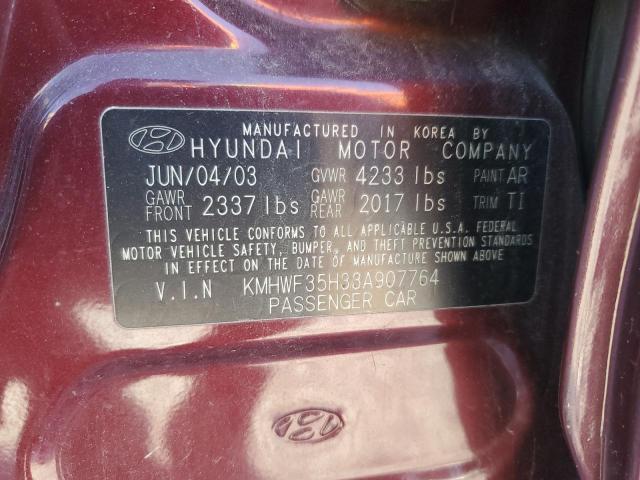 MANUFACTURED IN KOREA BY
HYUNDAI MOTOR COMPANY
JUN/04/03 GVWR 4233 lbs PAINT AR
GAWR FRONT 2337 lbs GAWR REAR 2017 lbs TRIM TI
THIS VEHICLE CONFORMS TO ALL APPLICABLE U.S.A. FEDERAL
MOTOR VEHICLE SAFETY, BUMPER, AND THEFT PREVENTION STANDARDS
IN EFFECT ON THE DATE OF MANUFACTURE SHOWN ABOVE
V.I.N KMHWF35H33A907764
PASSENGER CAR